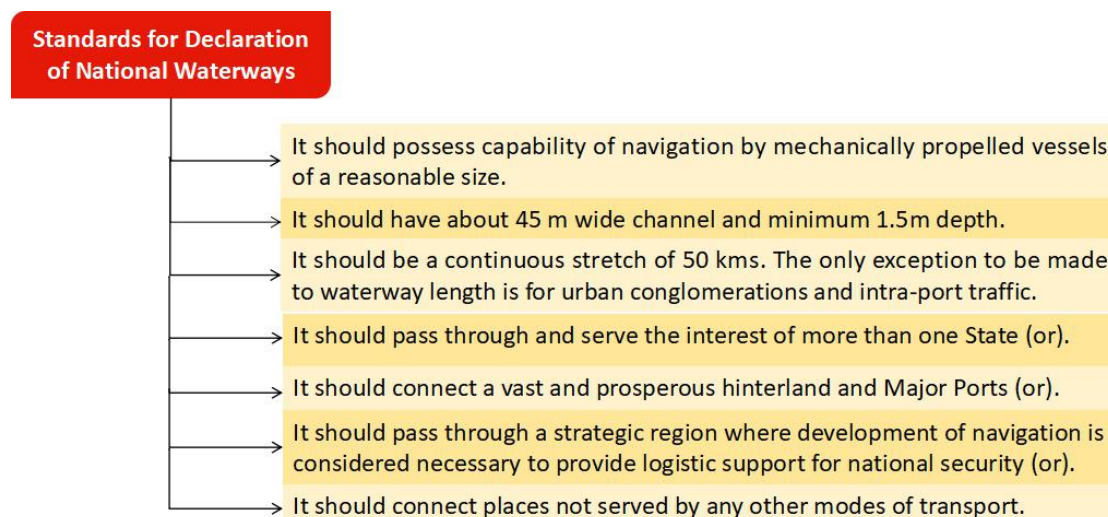 Standards for Declaration
of National Waterways
It should possess capability of navigation by mechanically propelled vessels
of a reasonable size.
It should have about 45 m wide channel and minimum 1.5m depth.
It should be a continuous stretch of 50 kms. The only exception to be made
to waterway length is for urban conglomerations and intra-port traffic.
It should pass through and serve the interest of more than one State (or).
It should connect a vast and prosperous hinterland and Major Ports (or).
It should pass through a strategic region where development of navigation is
considered necessary to provide logistic support for national security (or).
It should connect places not served by any other modes of transport.